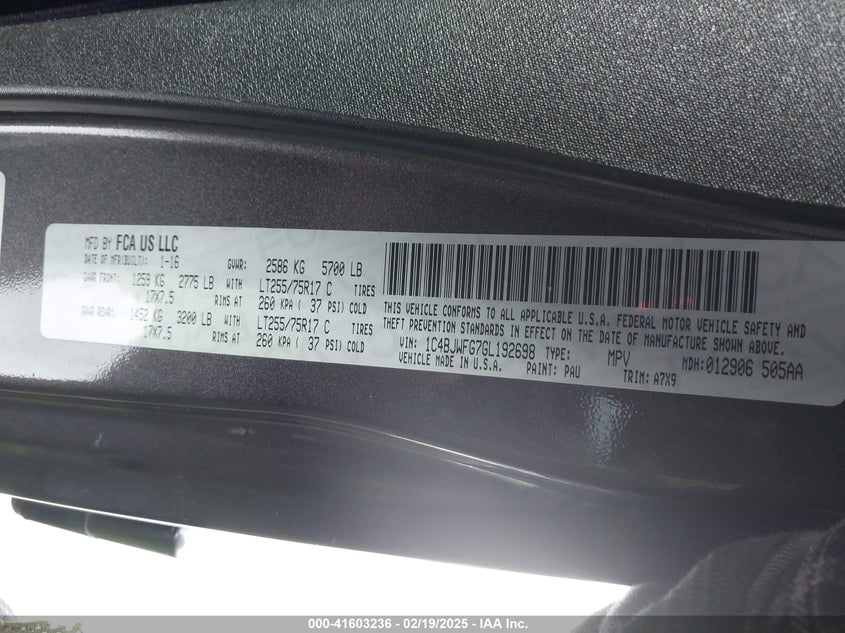 MFD BY FCA US LLC
DATE OF MFR(BUILT): 1-16 GVWR: 2586 KG 5700 LB
GAWR FRONT: 1259 KG 2775 LB WITH LT255/75R17 C TIRES
17X7.5 RIMS AT 260 KPA ( 37 PSI) COLD
GAWR REAR: 1452 KG 3200 LB WITH LT255/75R17 C TIRES
17X7.5 RIMS AT 260 KPA ( 37 PSI) COLD
THIS VEHICLE CONFORMS TO ALL APPLICABLE U.S.A. FEDERAL MOTOR VEHICLE SAFETY AND
THEFT PREVENTION STANDARDS IN EFFECT ON THE DATE OF MANUFACTURE SHOWN ABOVE.
VIN: 1C4BJWFG7GL192698 TYPE: MPV MDH:012906 505AA
VEHICLE MADE IN U.S.A. PAINT: PAU TRIM: A7X9
000-41603236 - 02/19/2025 - IAA Inc.